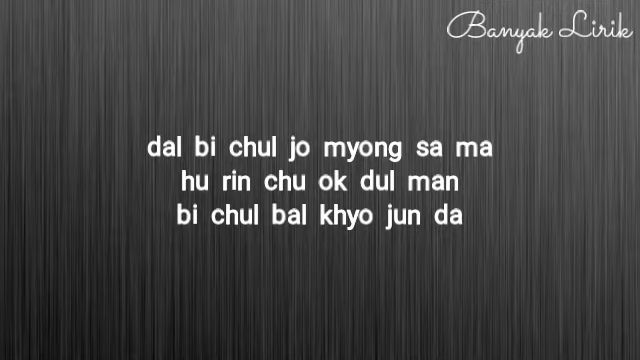 Banyak Lirik
dal bi chul jo myong sa ma
hu rin chu ok dul man
bi chul bal khyo jun da